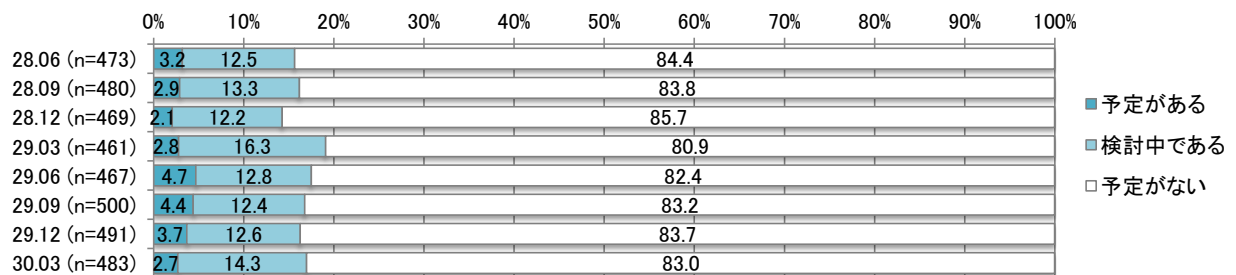 0% 10% 20% 30% 40% 50% 60% 70% 80% 90% 100%
28.06 (n=473) 3.2 12.5 84.4
28.09 (n=480) 2.9 13.3 83.8
28.12 (n=469) 2.1 12.2 85.7
29.03 (n=461) 2.8 16.3 80.9
29.06 (n=467) 4.7 12.8 82.4
29.09 (n=500) 4.4 12.4 83.2
29.12 (n=491) 3.7 12.6 83.7
30.03 (n=483) 2.7 14.3 83.0
予定がある
検討中である
予定がない